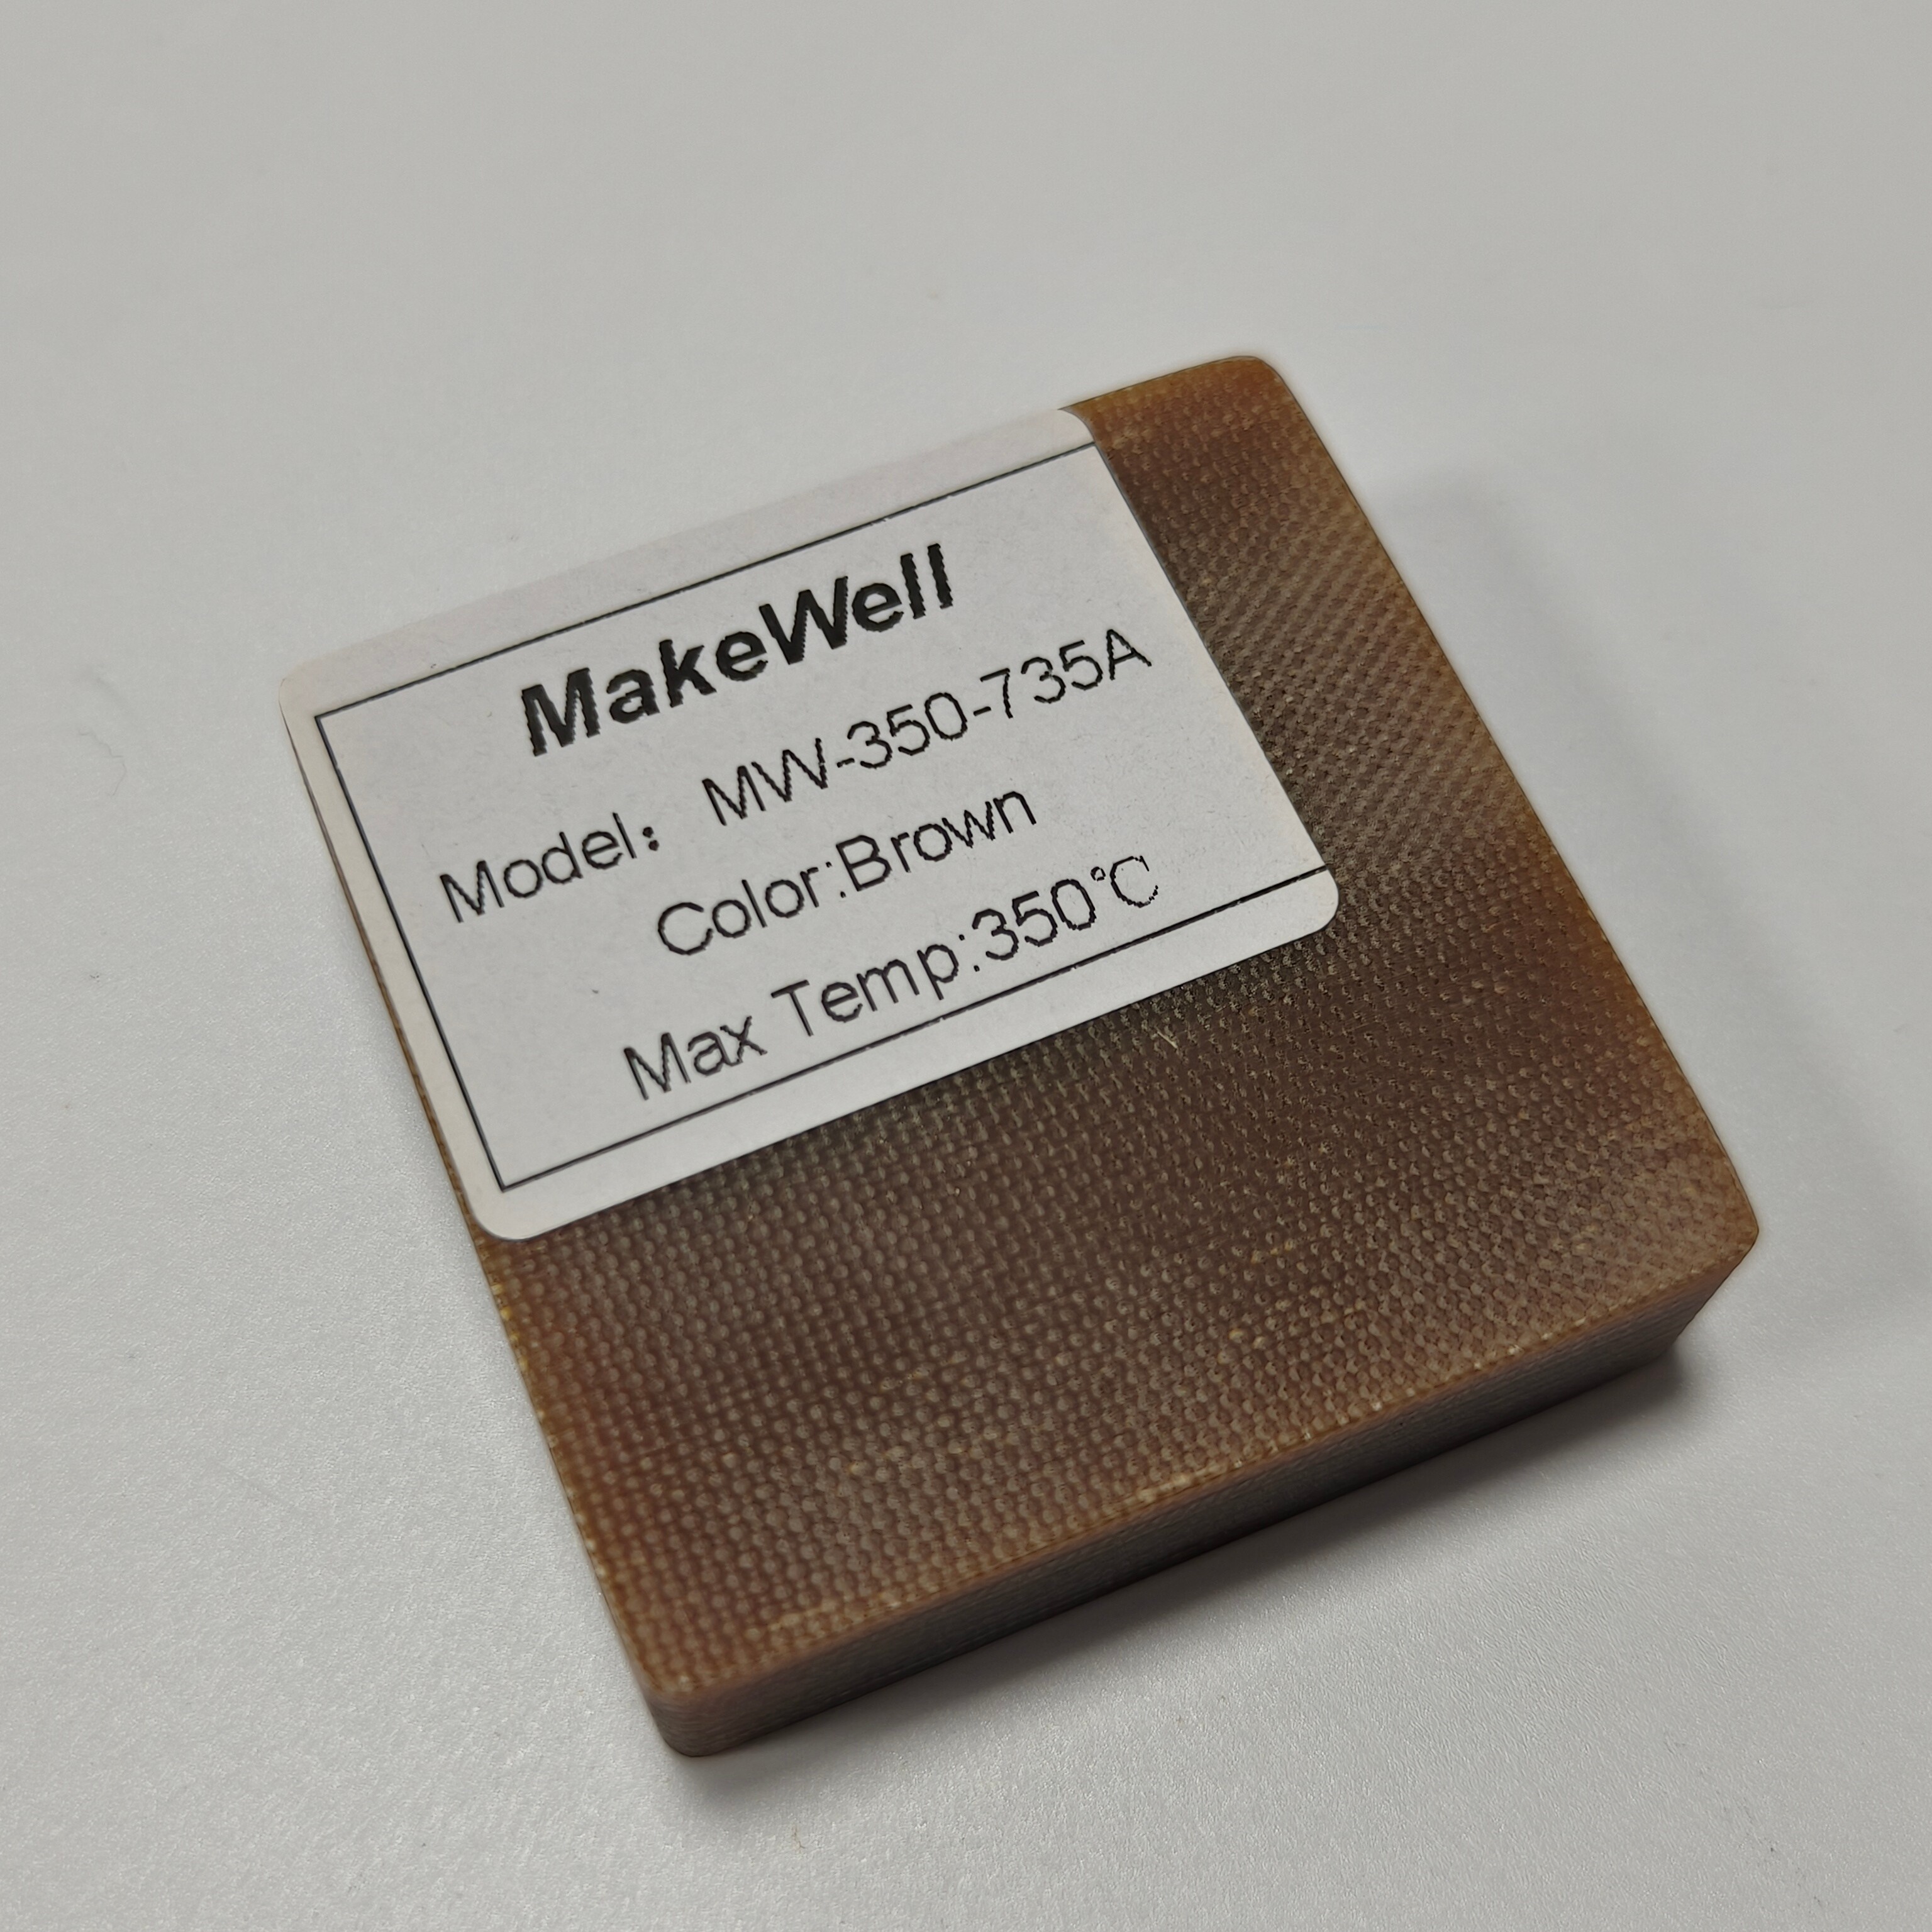 MakeWell
Model： MW-350-735A
Color:Brown
Max Temp:350℃